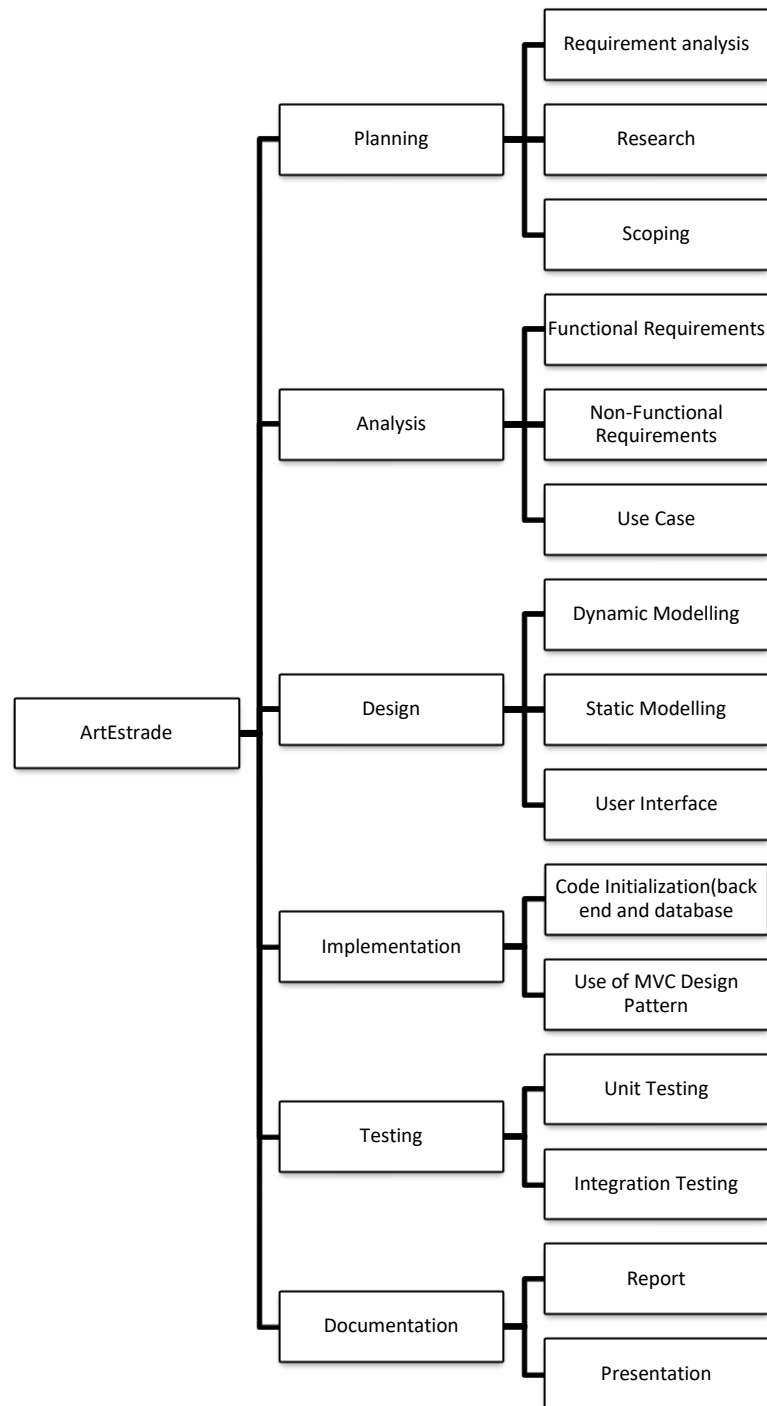 Requirement analysis
Planning
Research
Scoping
Functional Requirements
Analysis
Non-Functional
Requirements
Use Case
Dynamic Modelling
ArtEstrade
Design
Static Modelling
User Interface
Code Initialization(back
end and database
Implementation
Use of MVC Design
Pattern
Unit Testing
Testing
Integration Testing
Report
Documentation
Presentation